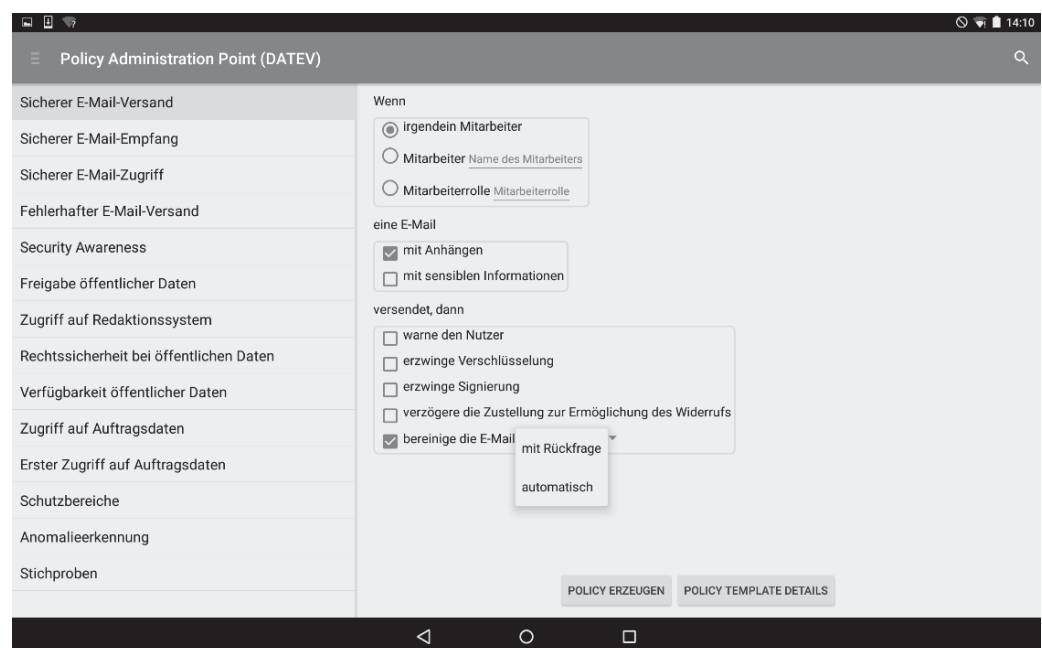 14:10
Policy Administration Point (DATEV)
Sicherer E-Mail-Versand
Sicherer E-Mail-Empfang
Sicherer E-Mail-Zugriff
Fehlerhafter E-Mail-Versand
Security Awareness
Freigabe öffentlicher Daten
Zugriff auf Redaktionssystem
Rechtssicherheit bei öffentlichen Daten
Verfügbarkeit öffentlicher Daten
Zugriff auf Auftragsdaten
Erster Zugriff auf Auftragsdaten
Schutzbereiche
Anomalieerkennung
Stichproben
Wenn
irgendein Mitarbeiter
Mitarbeiter Name des Mitarbeiters
Mitarbeiterrolle Mitarbeiterrolle
eine E-Mail
mit Anhängen
mit sensiblen Informationen
versendet, dann
warne den Nutzer
erzwinge Verschlüsselung
erzwinge Signierung
verzögere die Zustellung zur Ermöglichung des Widerrufs
bereinige die E-Mail
mit Rückfrage
automatisch
POLICY ERZEUGEN POLICY TEMPLATE DETAILS